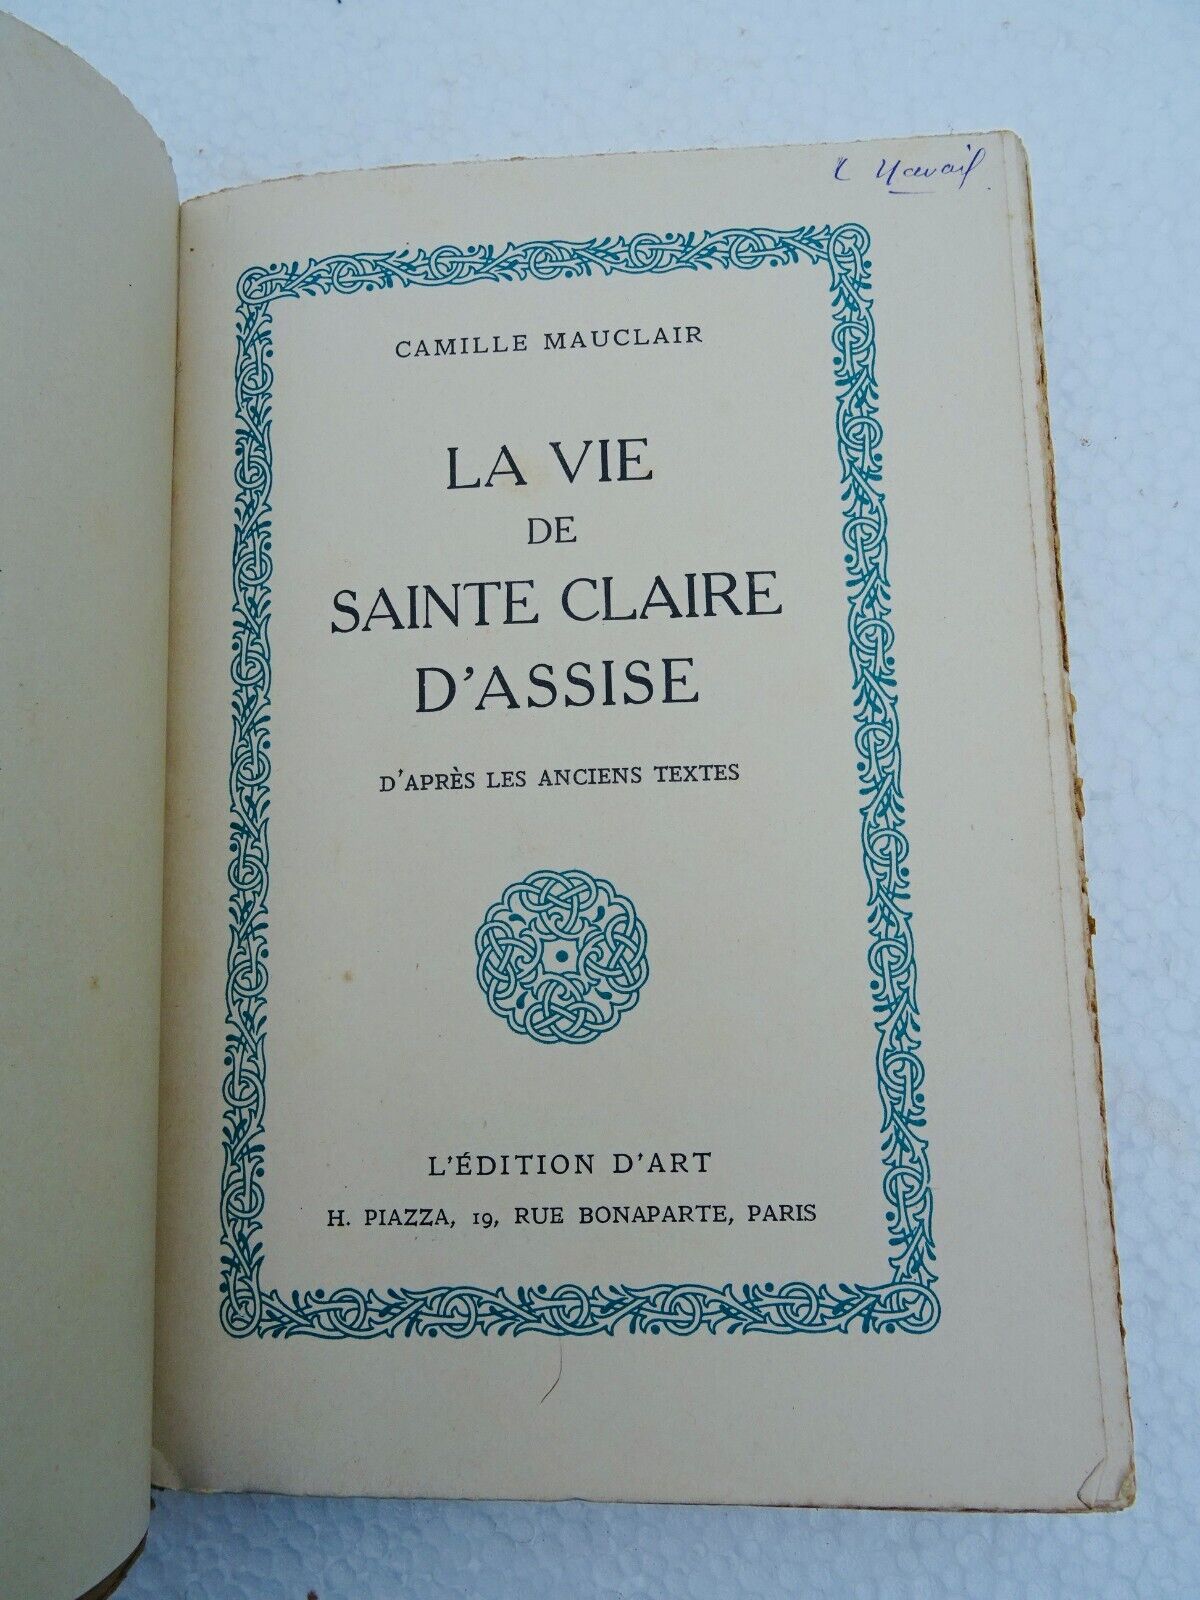 CAMILLE MAUCLAIR
LA VIE
DE
SAINTE CLAIRE
D'ASSISE
D'APRÈS LES ANCIENS TEXTES
L'ÉDITION D'ART
H. PIAZZA, 19, RUE BONAPARTE, PARIS